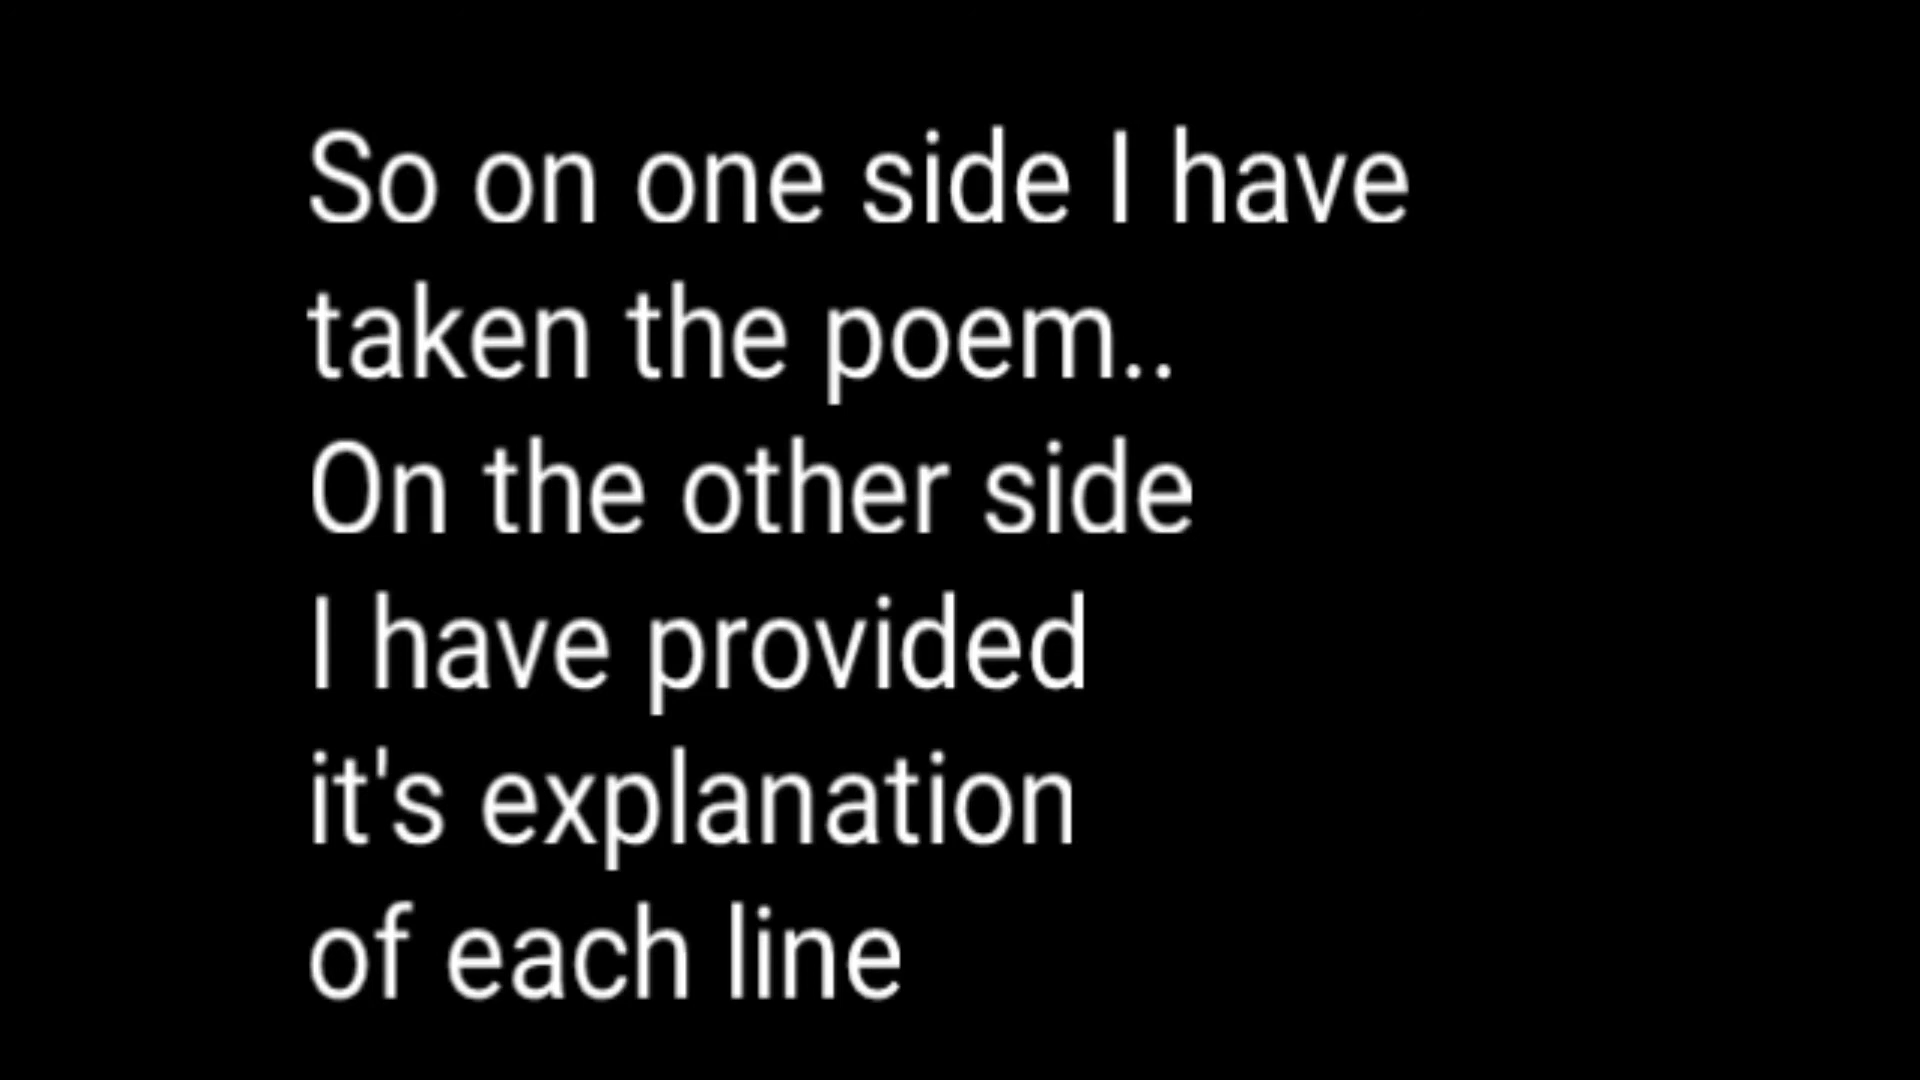 So on one side I have
taken the poem..
On the other side
I have provided
it's explanation
of each line